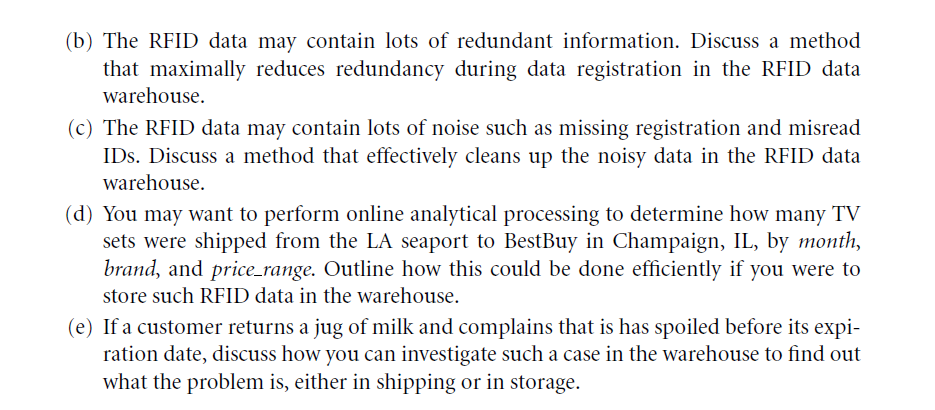 (b) The RFID data may contain lots of redundant information. Discuss a method
that maximally reduces redundancy during data registration in the RFID data
warehouse.
(c) The RFID data may contain lots of noise such as missing registration and misread
IDs. Discuss a method that effectively cleans up the noisy data in the RFID data
warehouse.
(d) You may want to perform online analytical processing to determine how many TV
sets were shipped from the LA seaport to BestBuy in Champaign, IL, by month,
brand, and price_range. Outline how this could be done efficiently if you were to
store such RFID data in the warehouse.
(e) If a customer returns a jug of milk and complains that is has spoiled before its expi-
ration date, discuss how you can investigate such a case in the warehouse to find out
what the problem is, either in shipping or in storage.